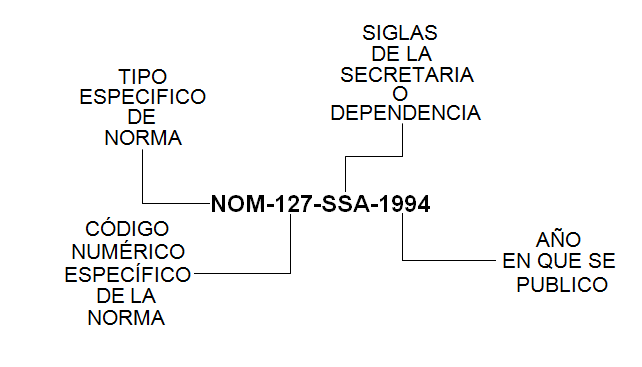 SIGLAS
DE LA
SECRETARIA
O
DEPENDENCIA
TIPO
ESPECIFICO
DE
NORMA
NOM-127-SSA-1994
CÓDIGO
NUMÉRICO
ESPECÍFICO
DE LA
NORMA
AÑO
EN QUE SE
PUBLICO